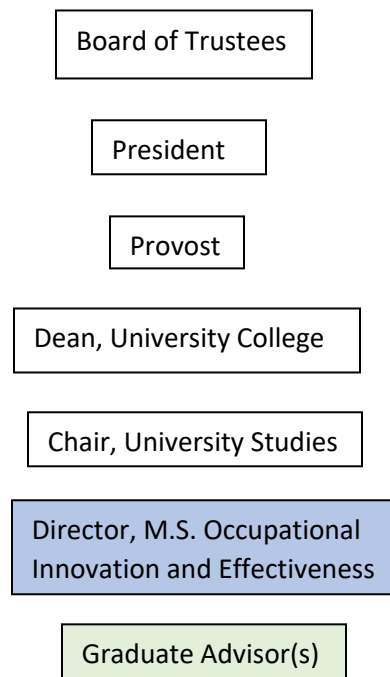 Board of Trustees
President
Provost
Dean, University College
Chair, University Studies
Director, M.S. Occupational
Innovation and Effectiveness
Graduate Advisor(s)